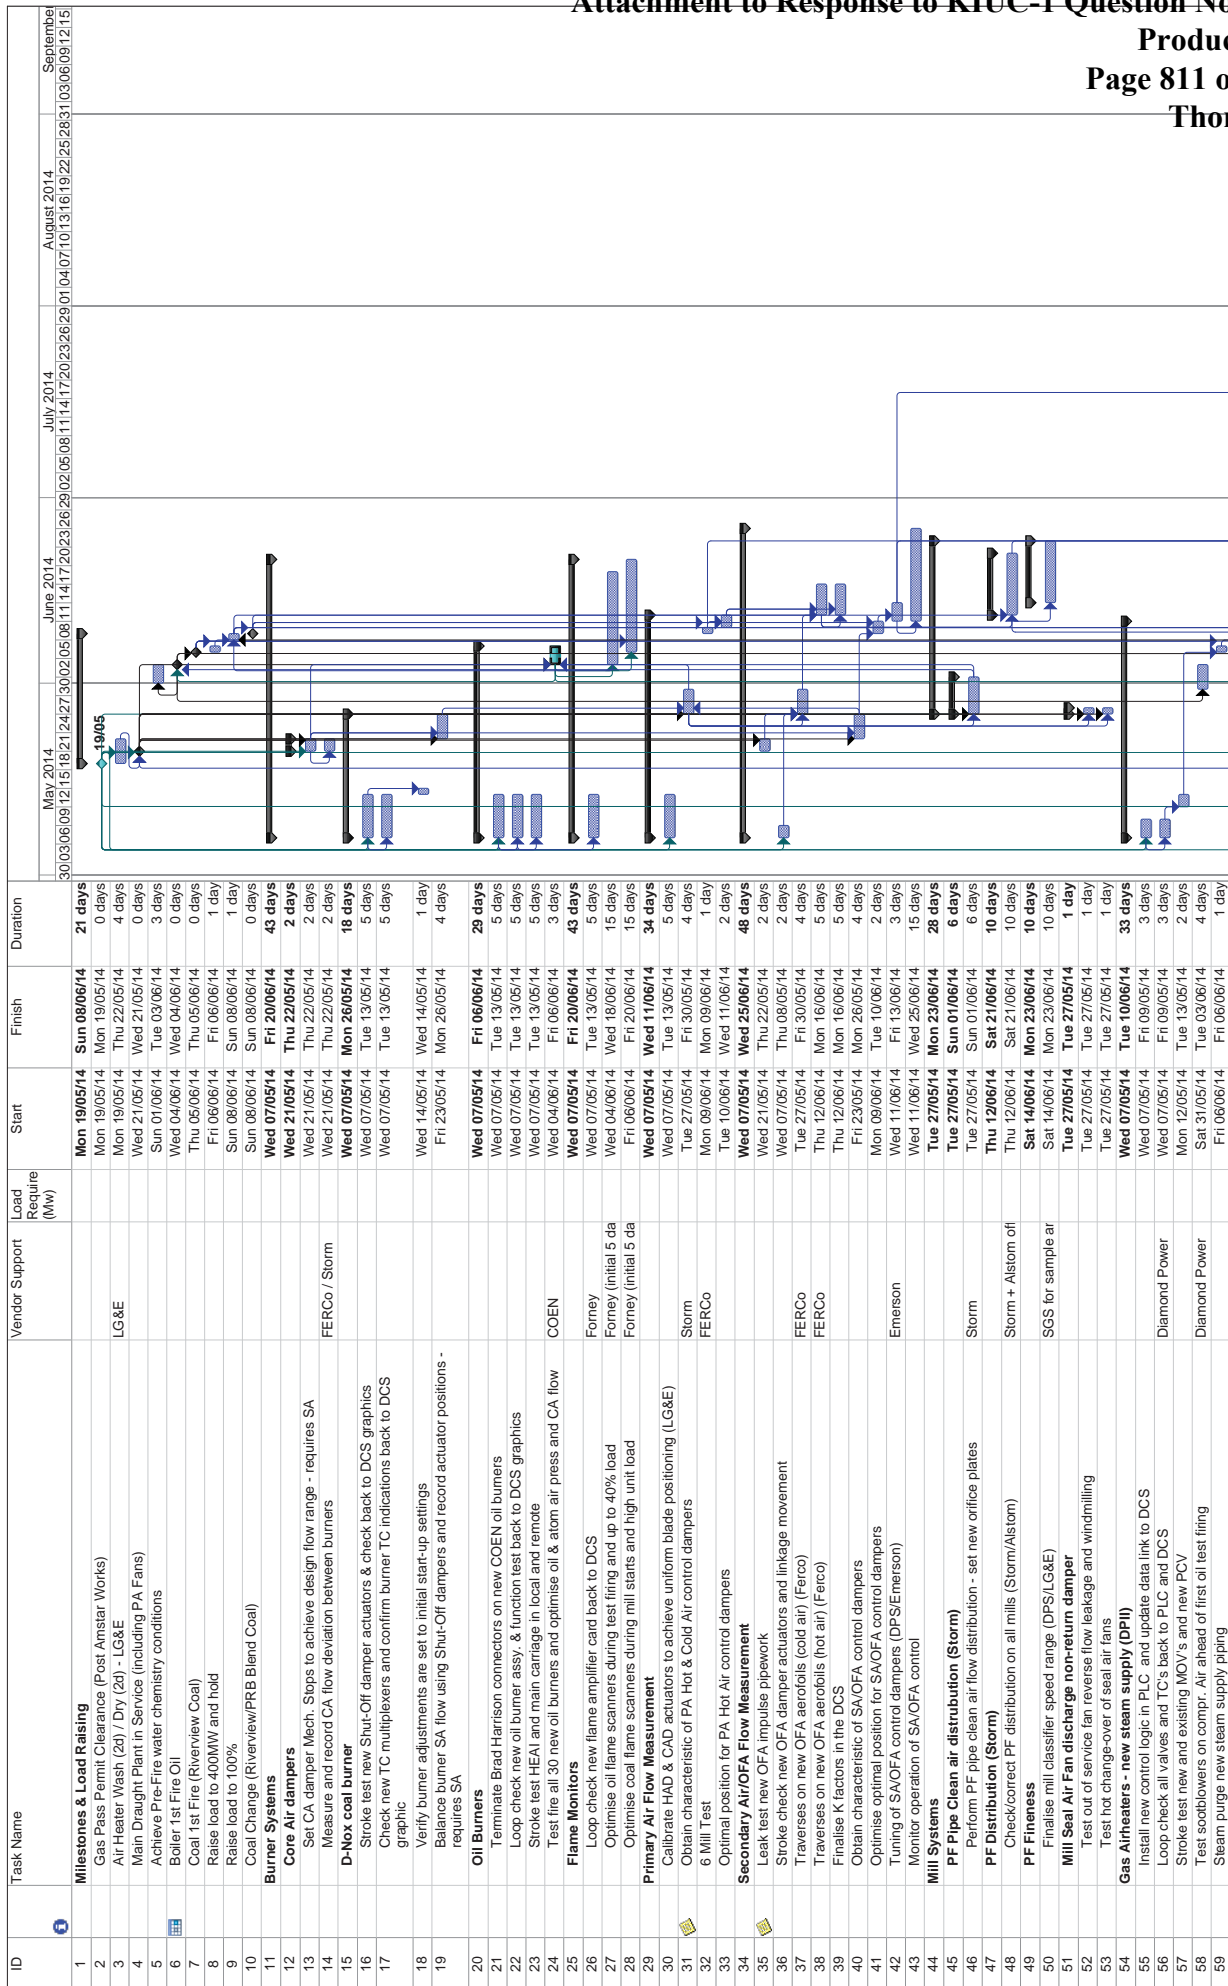 Attachment to Response to KIUC-1 Question No
Produc
Page 811 o
Thor
ID Task Name Vendor Support Load Require (Mw) Start Finish Duration May 2014 June 2014 July 2014 August 2014 September
30 03 06 09 12 15 18 21 24 27 30 02 05 08 11 14 17 20 23 26 29 02 05 08 11 14 17 20 23 26 29 01 04 07 10 13 16 19 22 25 28 31 03 06 09 12 15
1 Milestones & Load Raising Mon 19/05/14 Sun 08/06/14 21 days
2 Gas Pass Permit Clearance (Post Amstar Works) Mon 19/05/14 Mon 19/05/14 0 days 19/05
3 Air Heater Wash (2d) / Dry (2d) - LG&E LG&E Mon 19/05/14 Thu 22/05/14 4 days
4 Main Draught Plant in Service (including PA Fans) Wed 21/05/14 Wed 21/05/14 0 days
5 Achieve Pre-Fire water chemistry conditions Sun 01/06/14 Tue 03/06/14 3 days
6 Boiler 1st Fire Oil Wed 04/06/14 Wed 04/06/14 0 days
7 Coal 1st Fire (Riverview Coal) Thu 05/06/14 Thu 05/06/14 0 days
8 Raise load to 400MW and hold Fri 06/06/14 Fri 06/06/14 1 day
9 Raise load to 100% Sun 08/06/14 Sun 08/06/14 1 day
10 Coal Change (Riverview/PRB Blend Coal) Sun 08/06/14 Sun 08/06/14 0 days
11 Burner Systems Wed 07/05/14 Fri 20/06/14 43 days
12 Core Air dampers Wed 21/05/14 Thu 22/05/14 2 days
13 Set CA damper Mech. Stops to achieve design flow range - requires SA Wed 21/05/14 Thu 22/05/14 2 days
14 Measure and record CA flow deviation between burners FERCo / Storm Wed 21/05/14 Thu 22/05/14 2 days
15 D-Nox coal burner Wed 07/05/14 Mon 26/05/14 18 days
16 Stroke test new Shut-Off damper actuators & check back to DCS graphics Wed 07/05/14 Tue 13/05/14 5 days
17 Check new TC multiplexers and confirm burner TC indications back to DCS Wed 07/05/14 Tue 13/05/14 5 days
graphic
18 Verify burner adjustments are set to initial start-up settings Wed 14/05/14 Wed 14/05/14 1 day
19 Balance burner SA flow using Shut-Off dampers and record actuator positions - Fri 23/05/14 Mon 26/05/14 4 days
requires SA
20 Oil Burners Wed 07/05/14 Fri 06/06/14 29 days
21 Terminate Brad Harrison connectors on new COEN oil burners Wed 07/05/14 Tue 13/05/14 5 days
22 Loop check new oil burner assy. & function test back to DCS graphics Wed 07/05/14 Tue 13/05/14 5 days
23 Stroke test HEAI and main carriage in local and remote Wed 07/05/14 Tue 13/05/14 5 days
24 Test fire all 30 new oil burners and optimise oil & atom air press and CA flow COEN Wed 04/06/14 Fri 06/06/14 3 days
25 Flame Monitors Wed 07/05/14 Fri 20/06/14 43 days
26 Loop check new flame amplifier card back to DCS Forney Wed 07/05/14 Tue 13/05/14 5 days
27 Optimise oil flame scanners during test firing and up to 40% load Forney (initial 5 da Wed 04/06/14 Wed 18/06/14 15 days
28 Optimise coal flame scanners during mill starts and high unit load Forney (initial 5 da Fri 06/06/14 Fri 20/06/14 15 days
29 Primary Air Flow Measurement Wed 07/05/14 Wed 11/06/14 34 days
30 Calibrate HAD & CAD actuators to achieve uniform blade positioning (LG&E) Wed 07/05/14 Tue 13/05/14 5 days
31 Obtain characteristic of PA Hot & Cold Air control dampers Storm Tue 27/05/14 Fri 30/05/14 4 days
32 6 Mill Test FERCo Mon 09/06/14 Mon 09/06/14 1 day
33 Optimal position for PA Hot Air control dampers Tue 10/06/14 Wed 11/06/14 2 days
34 Secondary Air/OFA Flow Measurement Wed 07/05/14 Wed 25/06/14 48 days
35 Leak test new OFA impulse pipework Wed 21/05/14 Thu 22/05/14 2 days
36 Stroke check new OFA damper actuators and linkage movement Wed 07/05/14 Thu 08/05/14 2 days
37 Traverses on new OFA aerofoils (cold air) (Ferco) FERCo Tue 27/05/14 Fri 30/05/14 4 days
38 Traverses on new OFA aerofoils (hot air) (Ferco) FERCo Thu 12/06/14 Mon 16/06/14 5 days
39 Finalise K factors in the DCS Thu 12/06/14 Mon 16/06/14 5 days
40 Obtain characteristic of SA/OFA control dampers Fri 23/05/14 Mon 26/05/14 4 days
41 Optimise optimal position for SA/OFA control dampers Mon 09/06/14 Tue 10/06/14 2 days
42 Tuning of SA/OFA control dampers (DPS/Emerson) Emerson Wed 11/06/14 Fri 13/06/14 3 days
43 Monitor operation of SA/OFA control Wed 11/06/14 Wed 25/06/14 15 days
44 Mill Systems Tue 27/05/14 Mon 23/06/14 28 days
45 PF Pipe Clean air distrubution (Storm) Tue 27/05/14 Sun 01/06/14 6 days
46 Perform PF pipe clean air flow distribution - set new orifice plates Storm Tue 27/05/14 Sun 01/06/14 6 days
47 PF Distribution (Storm) Thu 12/06/14 Sat 21/06/14 10 days
48 Check/correct PF distribution on all mills (Storm/Alstom) Storm + Alstom off Thu 12/06/14 Sat 21/06/14 10 days
49 PF Fineness Sat 14/06/14 Mon 23/06/14 10 days
50 Finalise mill classifier speed range (DPS/LG&E) SGS for sample ar Sat 14/06/14 Mon 23/06/14 10 days
51 Mill Seal Air Fan discharge non-return damper Tue 27/05/14 Tue 27/05/14 1 day
52 Test out of service fan reverse flow leakage and windmilling Tue 27/05/14 Tue 27/05/14 1 day
53 Test hot change-over of seal air fans Tue 27/05/14 Tue 27/05/14 1 day
54 Gas Airheaters - new steam supply (DPII) Wed 07/05/14 Tue 10/06/14 33 days
55 Install new control logic in PLC and update data link to DCS Wed 07/05/14 Fri 09/05/14 3 days
56 Loop check all valves and TC's back to PLC and DCS Diamond Power Wed 07/05/14 Fri 09/05/14 3 days
57 Stroke test new and existing MOV's and new PCV Mon 12/05/14 Tue 13/05/14 2 days
58 Test sootblowers on compr. Air ahead of first oil test firing Diamond Power Sat 31/05/14 Tue 03/06/14 4 days
59 Steam purge new steam supply piping Fri 06/06/14 Fri 06/06/14 1 day